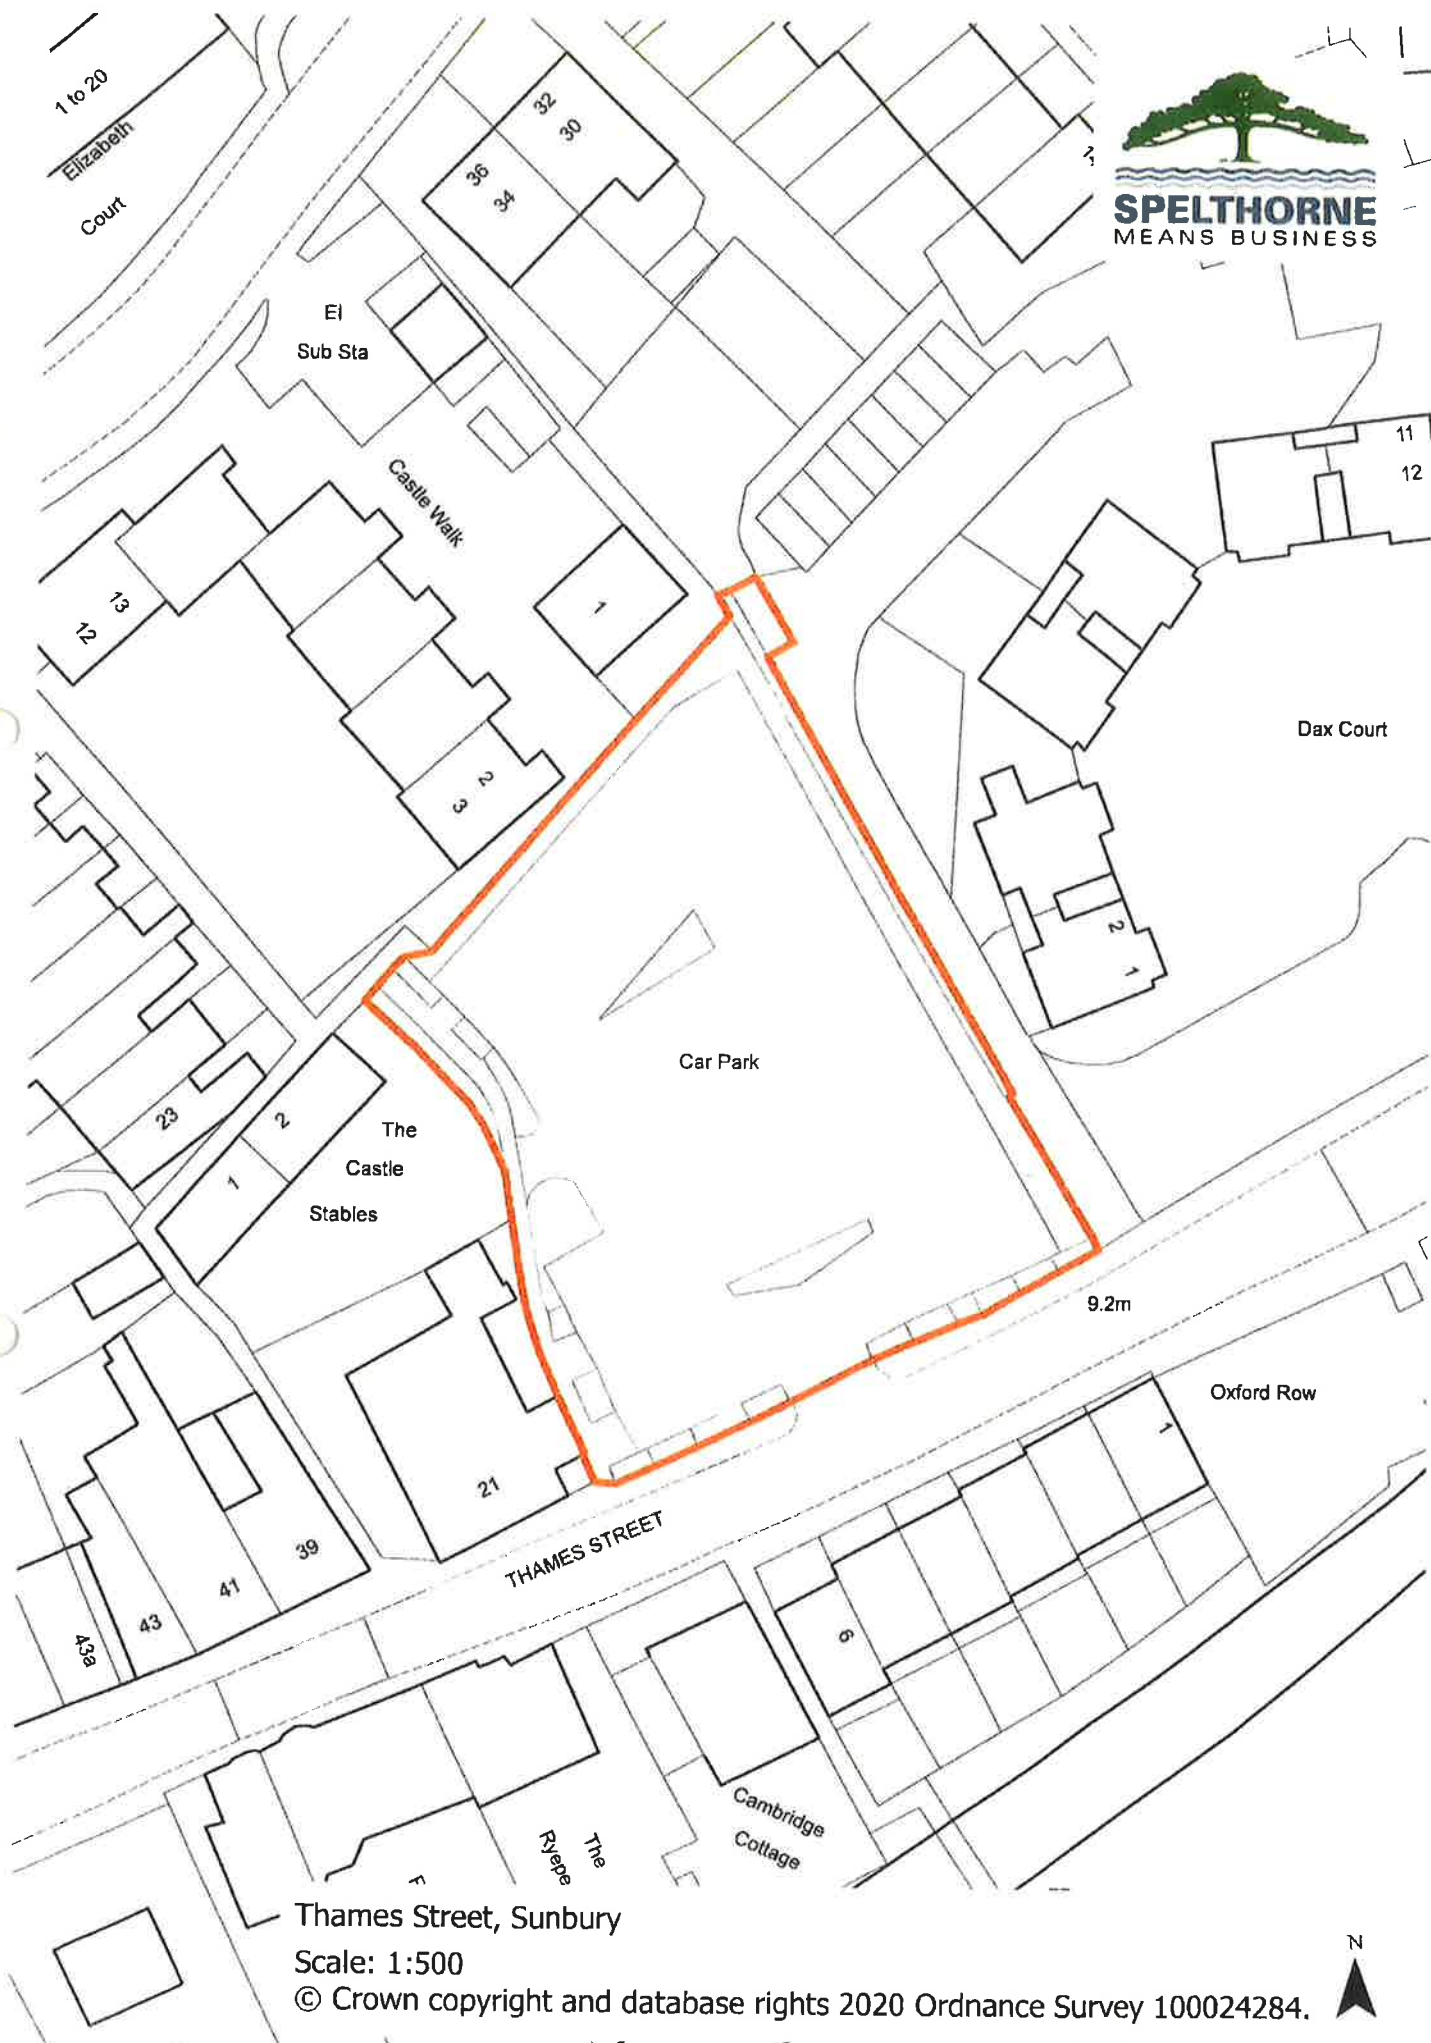 1 to 20
Elizabeth
Court
32
30
36
34
SPELTHORNE
MEANS BUSINESS
El
Sub Sta
Castle Walk
11
12
13
12
1
Dax Court
2
3
2
1
Car Park
23
2
1
The
Castle
Stables
9.2m
Oxford Row
1
21
THAMES STREET
39
41
43
43a
6
Cambridge
Cottage
The
Ryepe
Thames Street, Sunbury
Scale: 1:500
© Crown copyright and database rights 2020 Ordnance Survey 100024284.
N